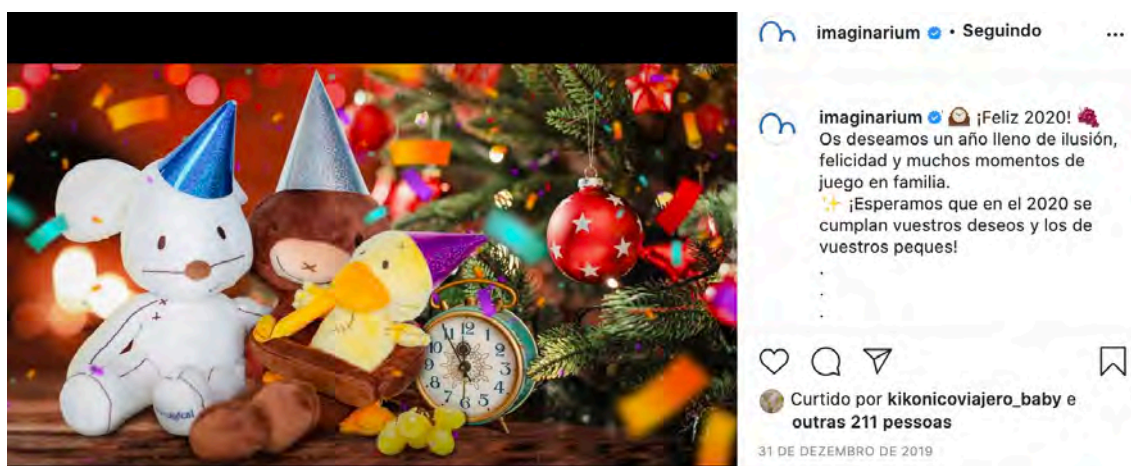 imaginarium • Seguindo
imaginarium 🕰️ ¡Feliz 2020! 🍇
Os deseamos un año lleno de ilusión,
felicidad y muchos momentos de
juego en familia.
✨ ¡Esperamos que en el 2020 se
cumplan vuestros deseos y los de
vuestros peques!
.
.
.
Curtido por kikonicoviajero_baby e
outras 211 pessoas
31 DE DEZEMBRO DE 2019